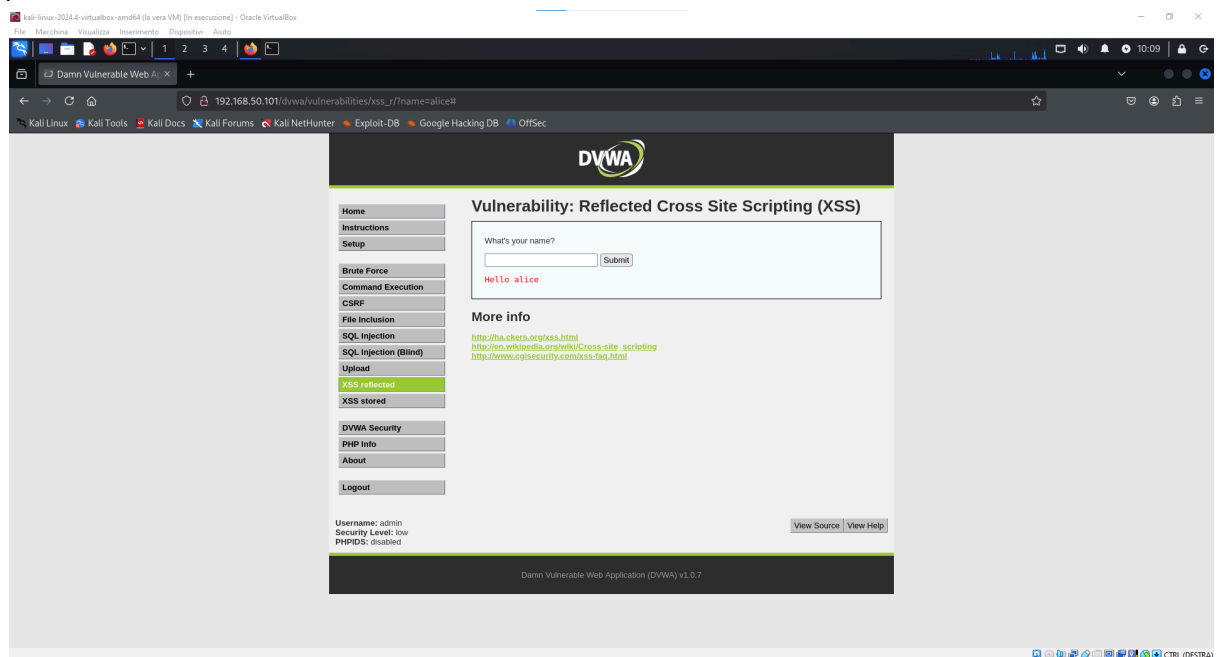 kali-linux-2024.4-virtualbox-amd64 (la vera VM) [In esecuzione] - Oracle VirtualBox
File Macchina Visualizza Inserimento Dispositivi Aiuto
1 2 3 4 10:09
Damn Vulnerable Web Ap
192.168.50.101/dvwa/vulnerabilities/xss_r/?name=alice#
Kali Linux Kali Tools Kali Docs Kali Forums Kali NetHunter Exploit-DB Google Hacking DB OffSec
DVWA
Home
Instructions
Setup
Brute Force
Command Execution
CSRF
File Inclusion
SQL Injection
SQL Injection (Blind)
Upload
XSS reflected
XSS stored
DVWA Security
PHP Info
About
Logout
Vulnerability: Reflected Cross Site Scripting (XSS)
What's your name?
Submit
Hello alice
More info
http://ha.ckers.org/xss.html
http://en.wikipedia.org/wiki/Cross-site_scripting
http://www.cgisecurity.com/xss-faq.html
Username: admin
Security Level: low
PHPIDS: disabled
View Source View Help
Damn Vulnerable Web Application (DVWA) v1.0.7
CTRL (DESTRA)